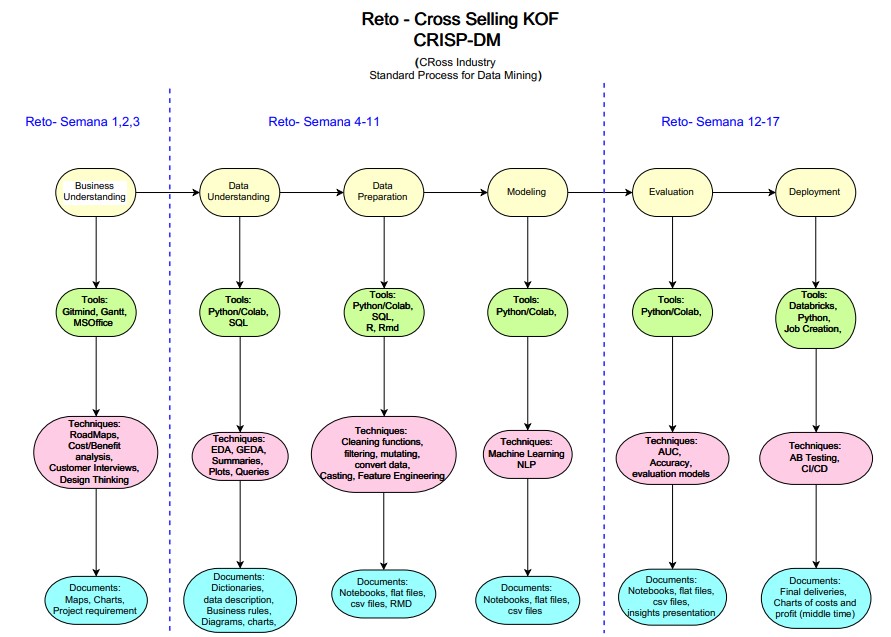 Reto - Cross Selling KOF
CRISP-DM
(CRoss Industry
Standard Process for Data Mining)
Reto- Semana 1,2,3
Reto- Semana 4-11
Reto- Semana 12-17
Business
Understanding
Data
Understanding
Data
Preparation
Modeling
Evaluation
Deployment
Tools:
Gitmind, Gantt,
MSOffice
Tools:
Python/Colab,
SQL
Tools:
Python/Colab,
SQL,
R, Rmd
Tools:
Python/Colab,
Tools:
Python/Colab,
Tools:
Databricks,
Python,
Job Creation,
Techniques:
RoadMaps,
Cost/Benefit
analysis,
Customer Interviews,
Design Thinking
Techniques:
EDA, GEDA,
Summaries,
Plots, Queries
Techniques:
Cleaning functions,
filtering, mutating,
convert data,
Casting, Feature Engineering
Techniques:
Machine Learning
NLP
Techniques:
AUC,
Accuracy,
evaluation models
Techniques:
AB Testing,
CI/CD
Documents:
Maps, Charts,
Project requirement
Documents:
Dictionaries,
data description,
Business rules,
Diagrams, charts,
Documents:
Notebooks, flat files,
csv files, RMD
Documents:
Notebooks, flat files,
csv files
Documents:
Notebooks, flat files,
csv files,
insights presentation
Documents:
Final deliveries,
Charts of costs and
profit (middle time)